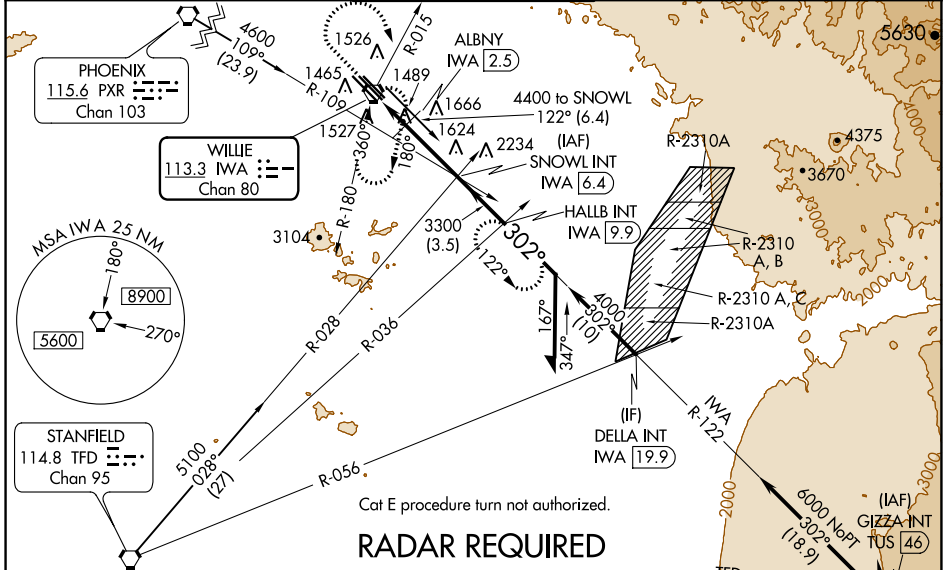 4600
109°
(23.9)
PHOENIX
115.6 PXR
Chan 103
R-109
1526
1465
1489
R-015
ALBNY
IWA 2.5
5630
1666
1527
1624
4400 to SNOWL
122° (6.4)
WILLIE
113.3 IWA
Chan 80
360°
180°
R-180
2234
(IAF)
SNOWL INT
IWA 6.4
R-2310A
4375
3670
3000
HALLB INT
IWA 9.9
3104
3300
(3.5)
302°
122°
R-2310
A, B
MSA IWA 25 NM
180°
8900
270°
5600
R-2310 A, C
R-2310A
R-028
R-036
167°
347°
4000
302°
(10)
(IF)
DELLA INT
IWA 19.9
IWA
R-122
STANFIELD
114.8 TFD
Chan 95
5100
028°
(27)
R-056
2000
3000
6000 NoPT
302°
(18.9)
(IAF)
GIZZA INT
TUS 46
Cat E procedure turn not authorized.
RADAR REQUIRED